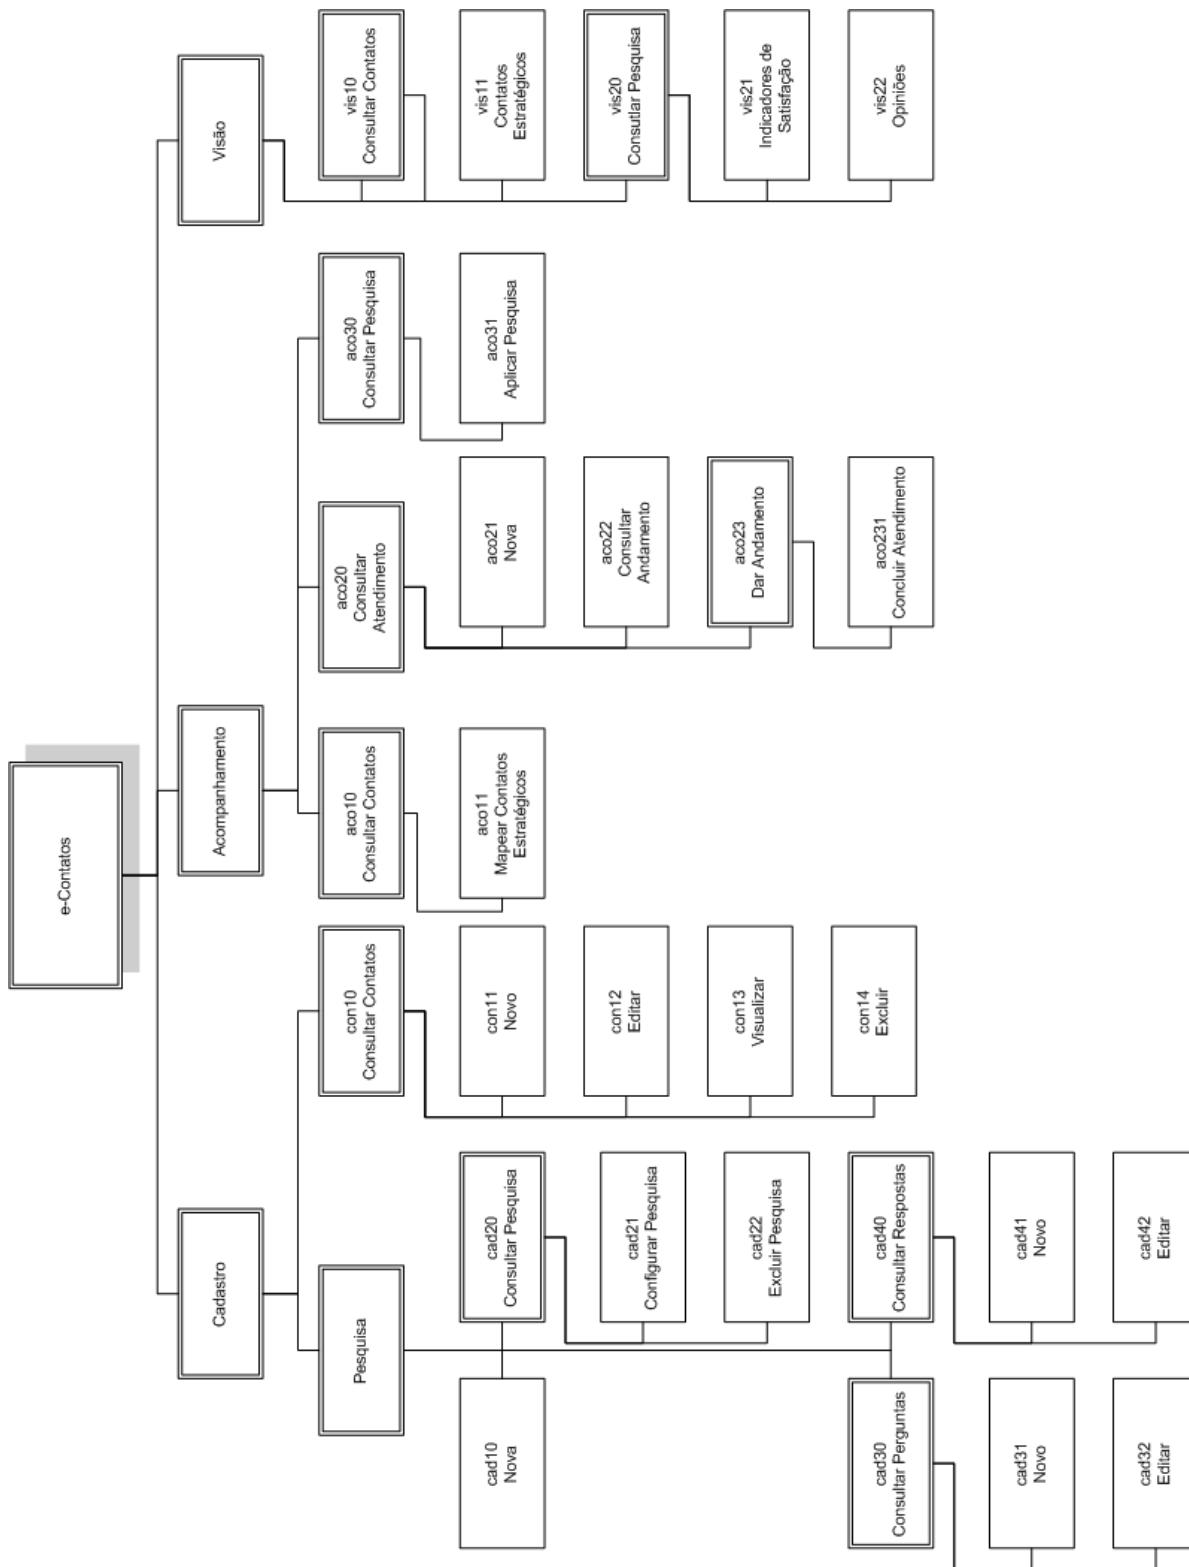 e-Contatos
Cadastro
Acompanhamento
Visão
Pesquisa
con10
Consultar Contatos
aco10
Consultar Contatos
aco20
Consultar
Atendimento
aco30
Consultar Pesquisa
vis10
Consultar Contatos
cad10
Nova
cad20
Consultar Pesquisa
con11
Novo
aco11
Mapear Contatos
Estratégicos
aco21
Nova
aco31
Aplicar Pesquisa
vis11
Contatos
Estratégicos
cad21
Configurar Pesquisa
con12
Editar
aco22
Consultar
Andamento
vis20
Consutlar Pesquisa
cad22
Excluir Pesquisa
con13
Visualizar
aco23
Dar Andamento
vis21
Indicadores de
Satisfação
cad30
Consultar Perguntas
cad40
Consultar Respostas
con14
Excluir
aco231
Concluir Atendimento
vis22
Opiniões
cad31
Novo
cad41
Novo
cad32
Editar
cad42
Editar